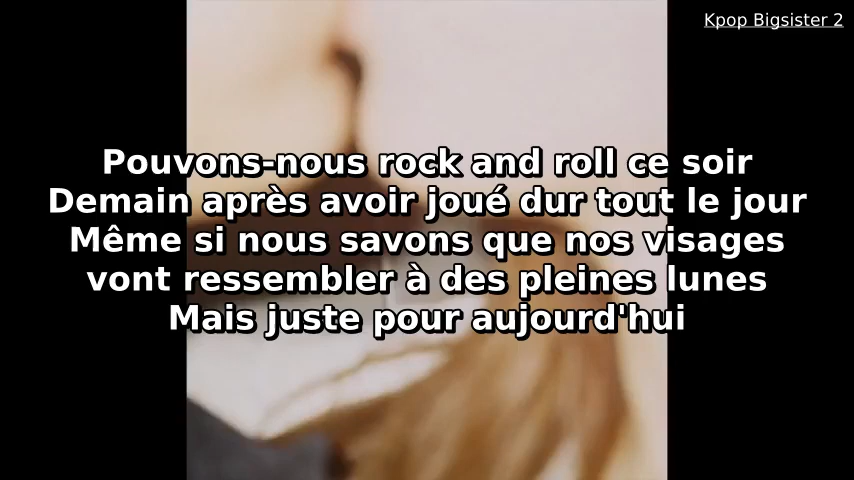 Kpop Bigsister 2
Pouvons-nous rock and roll ce soir
Demain après avoir joué dur tout le jour
Même si nous savons que nos visages
vont ressembler à des pleines lunes
Mais juste pour aujourd'hui